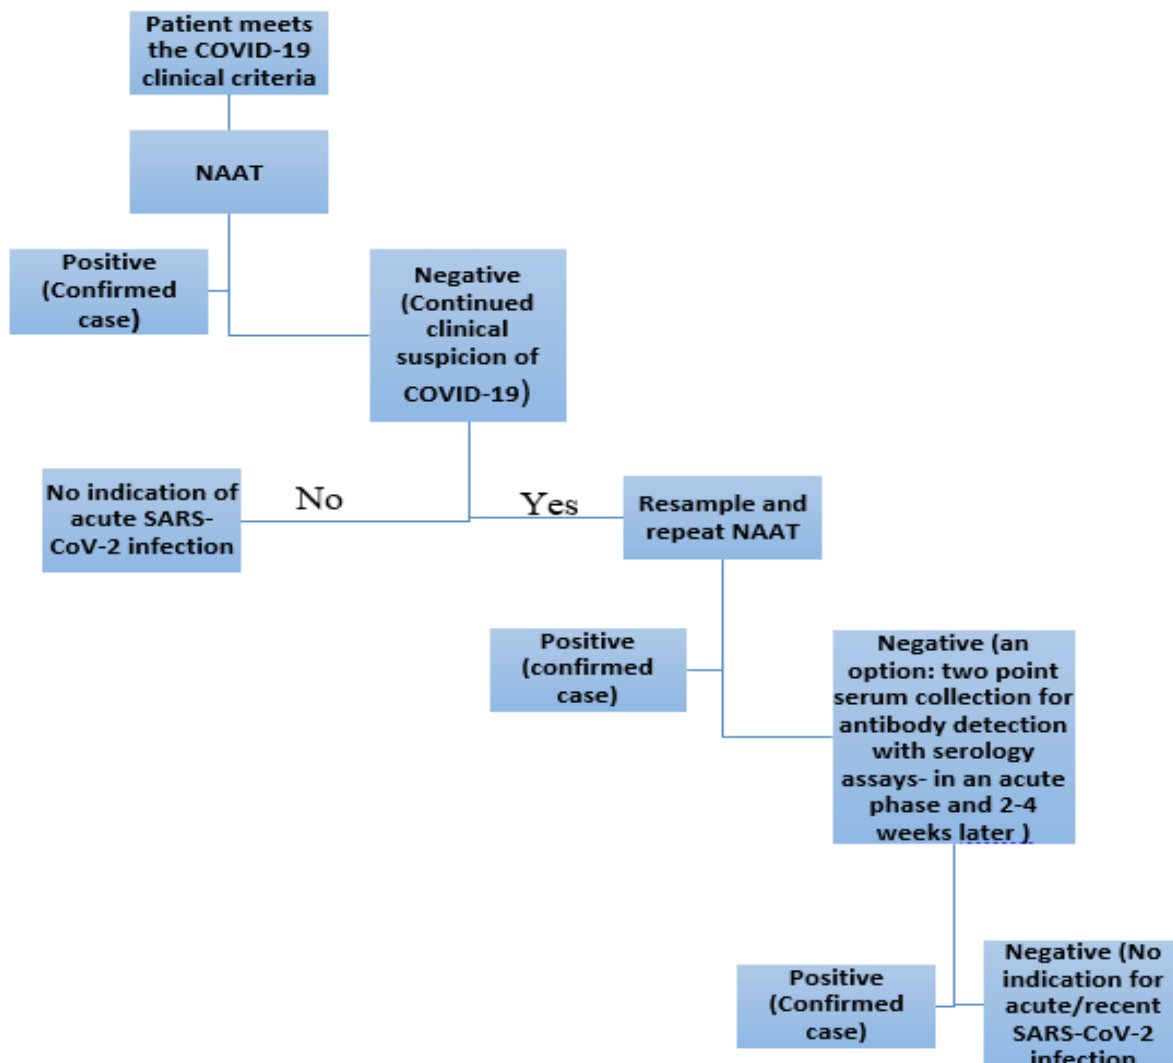 Patient meets
the COVID-19
clinical criteria
NAAT
Positive
(Confirmed
case)
Negative
(Continued
clinical
suspicion of
COVID-19)
No indication of
acute SARS-
CoV-2 infection
No
Yes
Resample and
repeat NAAT
Positive
(confirmed
case)
Negative (an
option: two point
serum collection for
antibody detection
with serology
assays- in an acute
phase and 2-4
weeks later )
Positive
(Confirmed
case)
Negative (No
indication for
acute/recent
SARS-CoV-2
infection